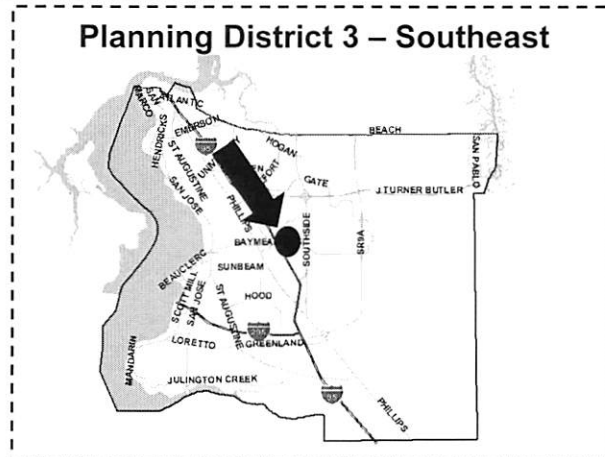 Planning District 3 – Southeast
SAN
MARCO
ATLANTIC
EMERSON
BEACH
HENDRICKS
95
HOGAN
SAN PABLO
ST AUGUSTINE
GATE
J.TURNER BUTLER
SAN JOSE
PHILLIPS
BAYMEA
SOUTHSIDE
SR9A
BEAUCLERC
SUNBEAM
SCOTT MILL
SAN JOSE
ST AUGUSTINE
HOOD
295
LORETTO
GREENLAND
MANDARIN
JULINGTON CREEK
95
PHILLIPS